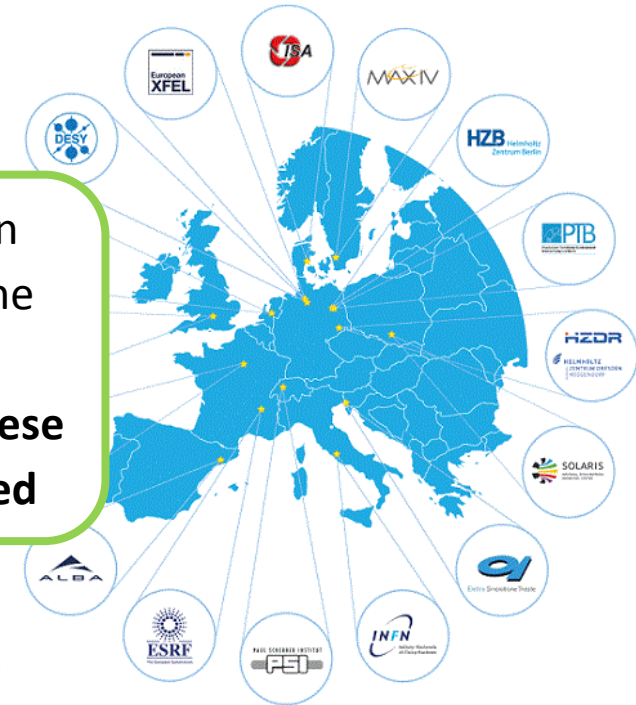 European
XFEL
ISA
MAX IV
DESY
HZB Helmholtz
Zentrum Berlin
PTB
n
ne
HZDR
HELMHOLTZ
ZENTRUM DRESDEN
ROSSENDORF
ese
ed
SOLARIS
ALBA
Elettra Sincrotrone Trieste
ESRF
PAUL SCHERRER INSTITUT
PSI
INFN